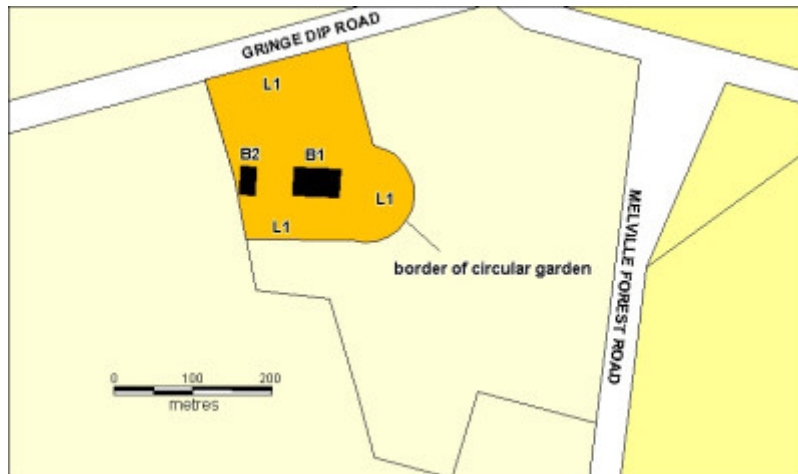 GRINGE DIP ROAD
L1
B2
B1
L1
L1
MELVILLE FOREST ROAD
border of circular garden
0 100 200
metres